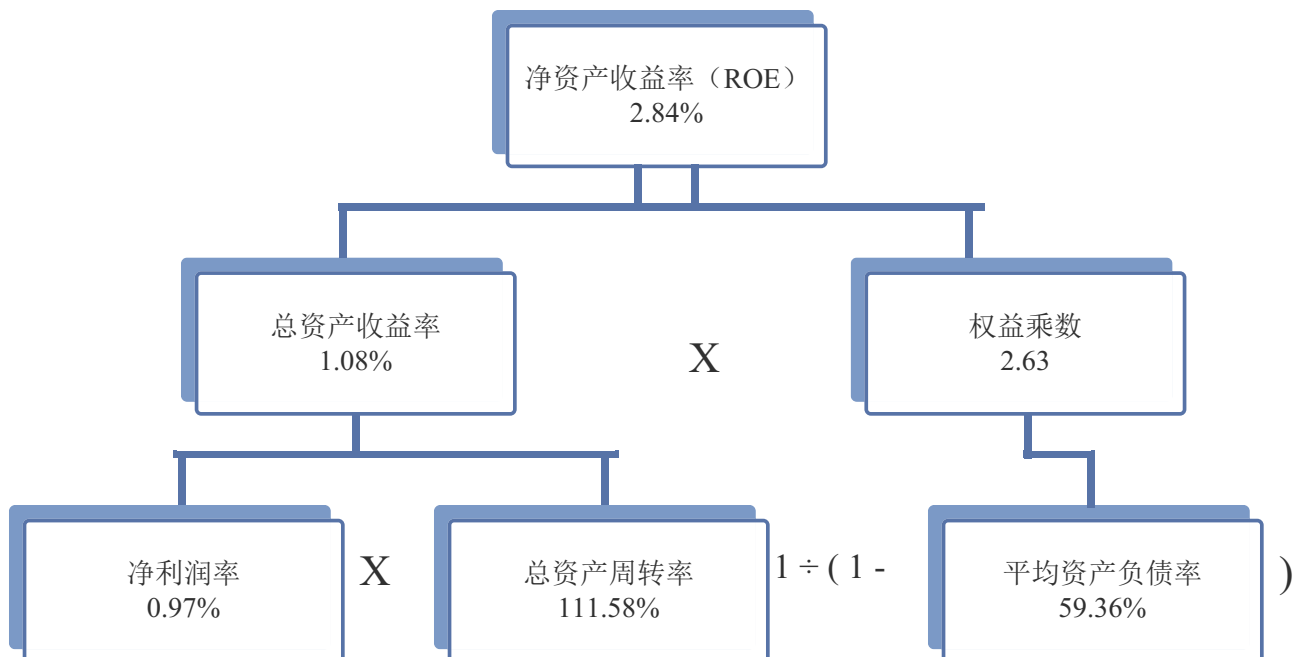 净资产收益率（ROE）
2.84%
总资产收益率
1.08%
X
权益乘数
2.63
净利润率
0.97%
X
总资产周转率
111.58%
1 ÷ ( 1 -
平均资产负债率
59.36%
)